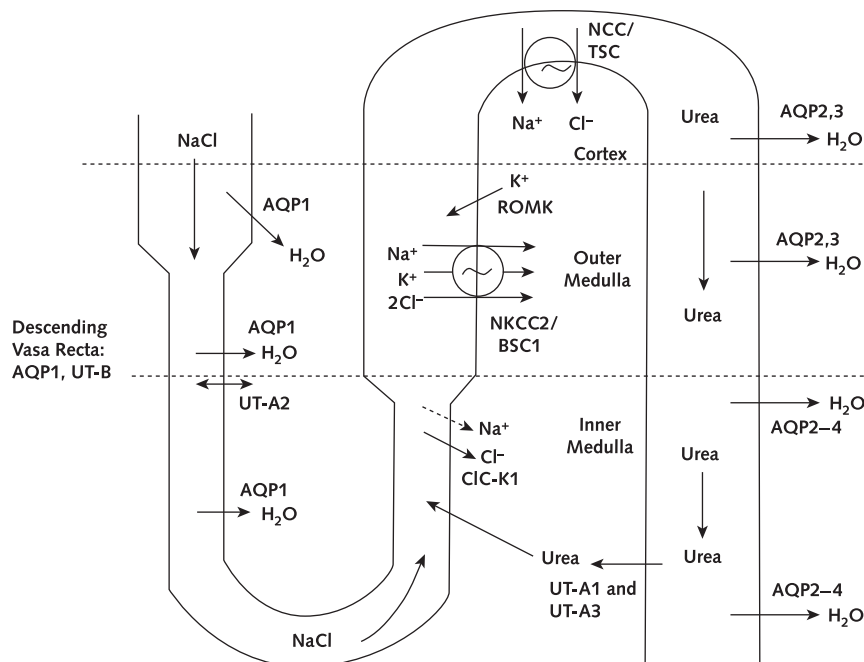 NCC/
TSC
Na⁺ Cl⁻
Urea
AQP2,3
H₂O
NaCl
Cortex
K⁺
ROMK
AQP1
H₂O
Na⁺
K⁺
2Cl⁻
Outer
Medulla
AQP2,3
H₂O
NKCC2/
BSC1
Urea
Descending
Vasa Recta:
AQP1, UT-B
AQP1
H₂O
UT-A2
Na⁺
Cl⁻
ClC-K1
Inner
Medulla
H₂O
AQP2–4
Urea
AQP1
H₂O
Urea
Urea
UT-A1 and
UT-A3
AQP2–4
H₂O
NaCl